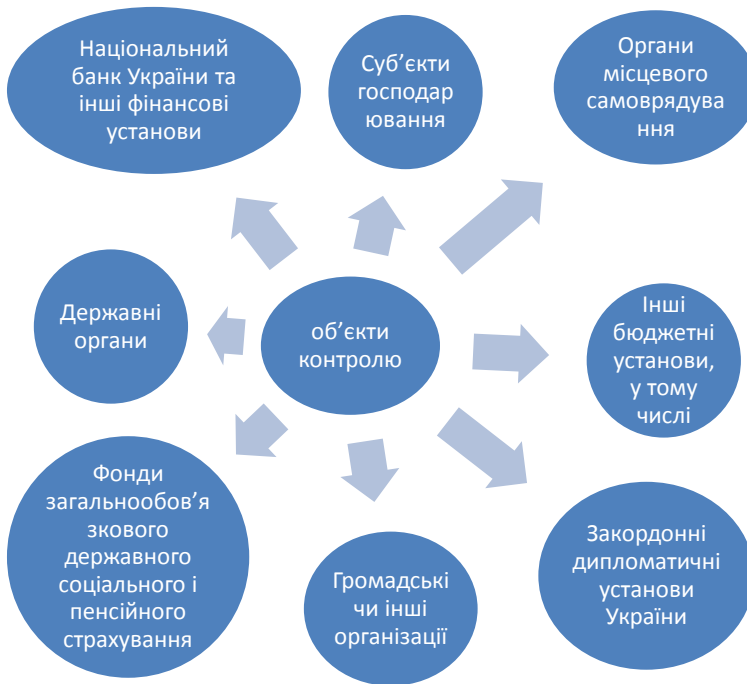 Національний
банк України та
інші фінансові
установи
Суб’єкти
господар
ювання
Органи
місцевого
самоврядува
ння
Державні
органи
об’єкти
контролю
Інші
бюджетні
установи,
у тому
числі
Фонди
загальнообов’я
зкового
державного
соціального і
пенсійного
страхування
Громадські
чи інші
організації
Закордонні
дипломатичні
установи
України